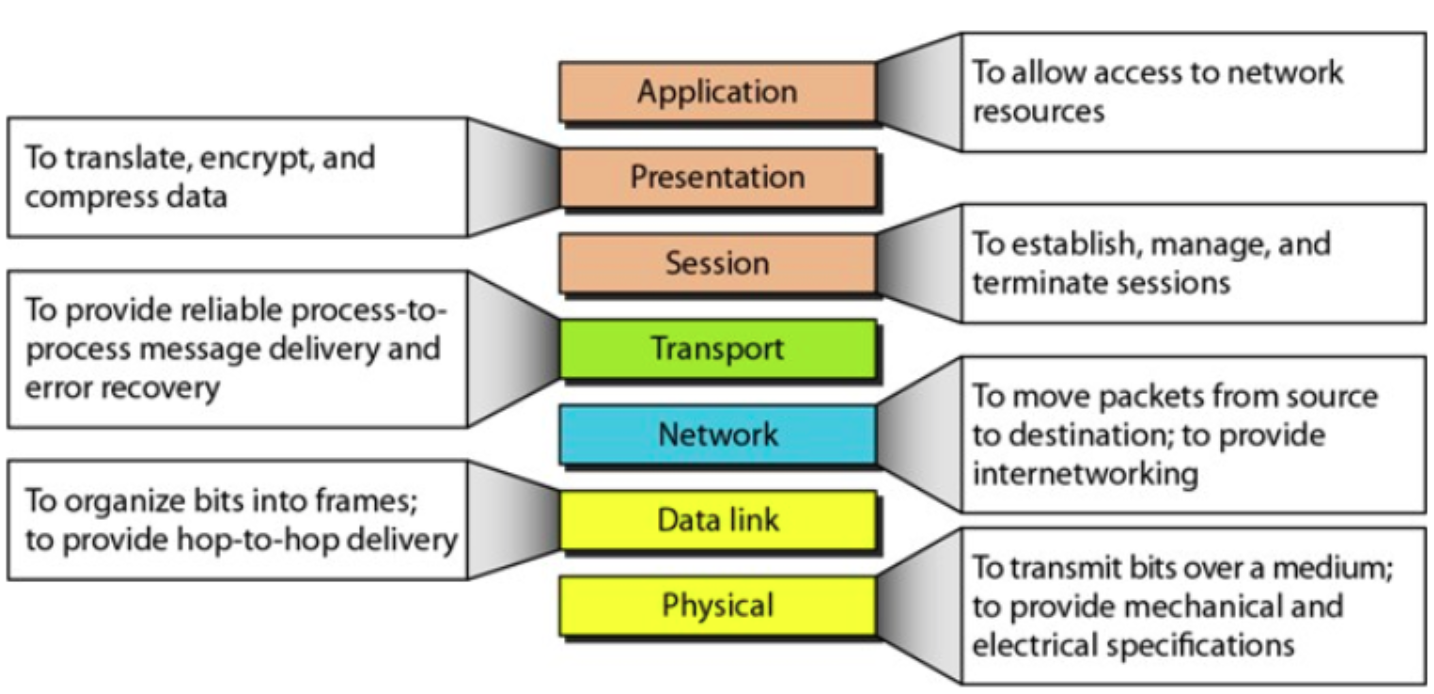 Application
To allow access to network
resources
To translate, encrypt, and
compress data
Presentation
Session
To establish, manage, and
terminate sessions
To provide reliable process-to-
process message delivery and
error recovery
Transport
Network
To move packets from source
to destination; to provide
internetworking
To organize bits into frames;
to provide hop-to-hop delivery
Data link
Physical
To transmit bits over a medium;
to provide mechanical and
electrical specifications